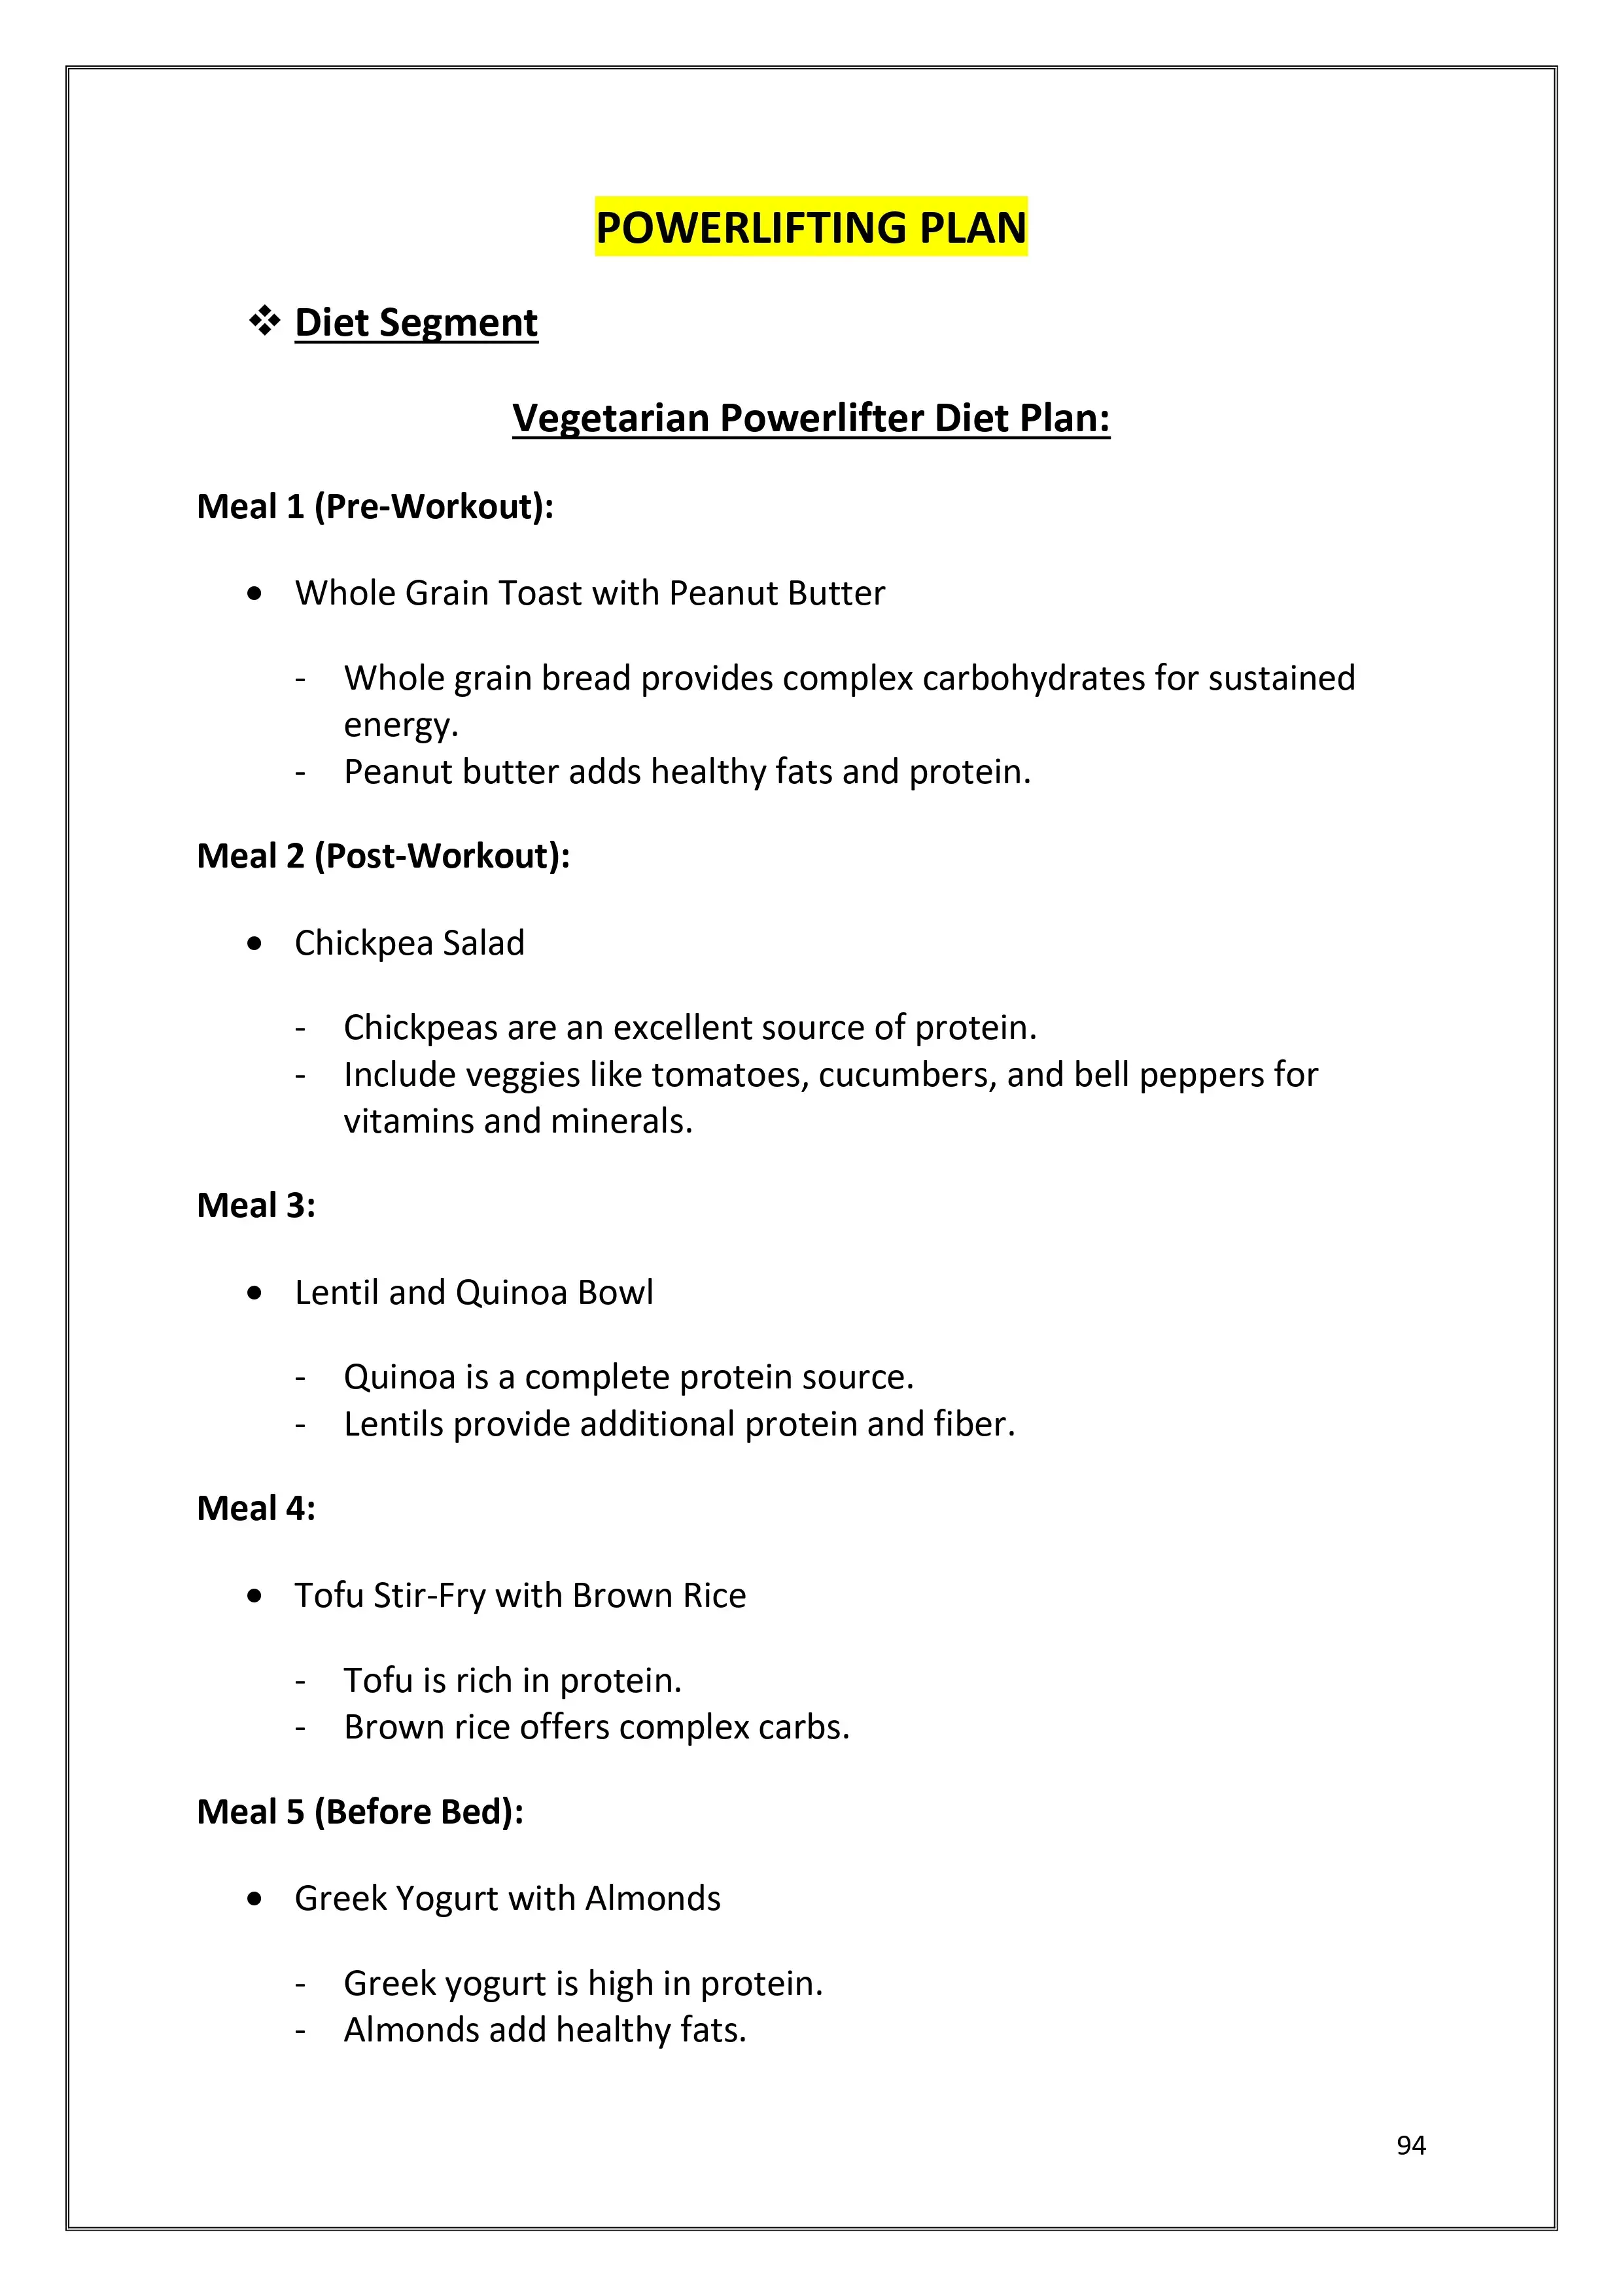 POWERLIFTING PLAN
❖ Diet Segment
Vegetarian Powerlifter Diet Plan:
Meal 1 (Pre-Workout):
• Whole Grain Toast with Peanut Butter
- Whole grain bread provides complex carbohydrates for sustained
energy.
- Peanut butter adds healthy fats and protein.
Meal 2 (Post-Workout):
• Chickpea Salad
- Chickpeas are an excellent source of protein.
- Include veggies like tomatoes, cucumbers, and bell peppers for
vitamins and minerals.
Meal 3:
• Lentil and Quinoa Bowl
- Quinoa is a complete protein source.
- Lentils provide additional protein and fiber.
Meal 4:
• Tofu Stir-Fry with Brown Rice
- Tofu is rich in protein.
- Brown rice offers complex carbs.
Meal 5 (Before Bed):
• Greek Yogurt with Almonds
- Greek yogurt is high in protein.
- Almonds add healthy fats.
94